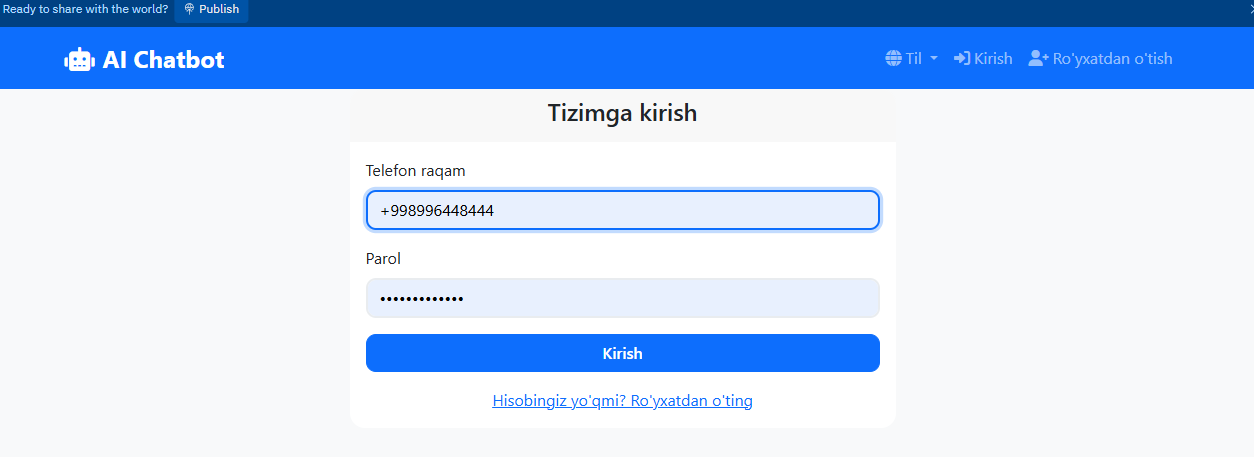 Ready to share with the world? Publish
AI Chatbot Til Kirish Ro'yxatdan o'tish
Tizimga kirish
Telefon raqam
+998996448444
Parol
•••••••••••••
Kirish
Hisobingiz yo'qmi? Ro'yxatdan o'ting